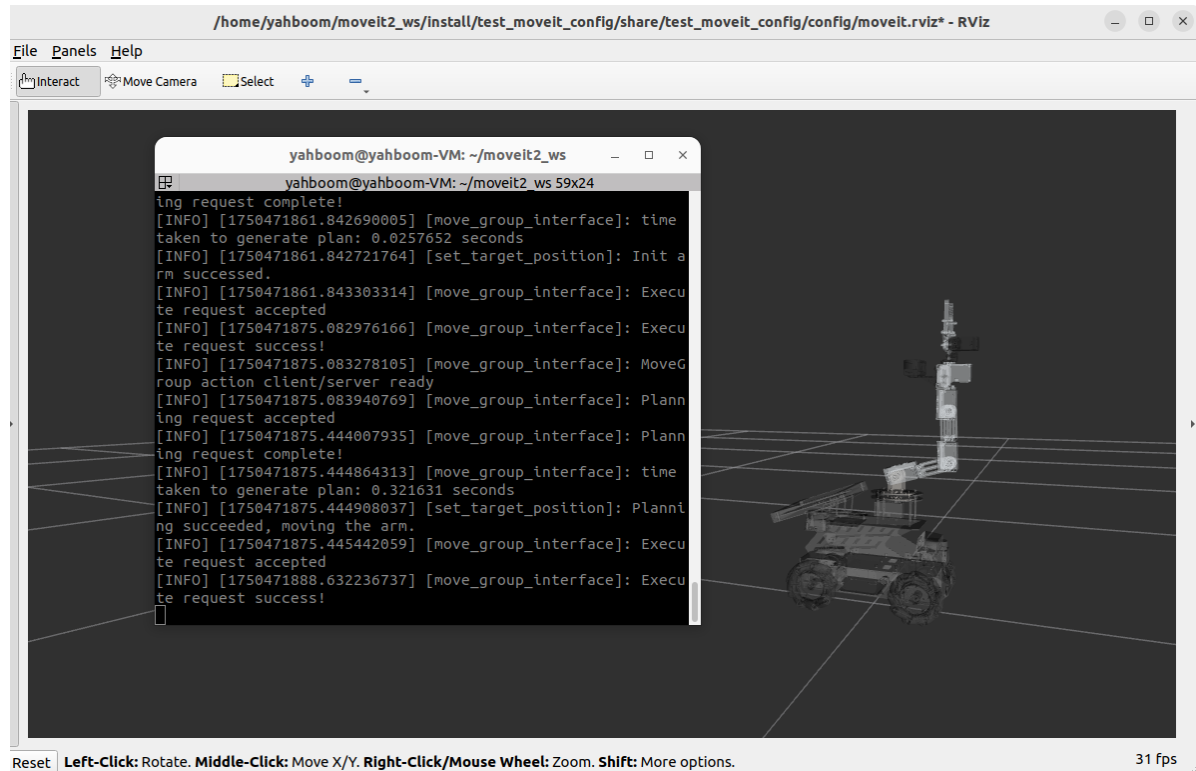 /home/yahboom/moveit2_ws/install/test_moveit_config/share/test_moveit_config/config/moveit.rviz* - RViz
File Panels Help
Interact Move Camera Select
yahboom@yahboom-VM: ~/moveit2_ws
yahboom@yahboom-VM: ~/moveit2_ws 59x24
ing request complete!
[INFO] [1750471861.842690005] [move_group_interface]: time
taken to generate plan: 0.0257652 seconds
[INFO] [1750471861.842721764] [set_target_position]: Init a
rm successed.
[INFO] [1750471861.843303314] [move_group_interface]: Execu
te request accepted
[INFO] [1750471875.082976166] [move_group_interface]: Execu
te request success!
[INFO] [1750471875.083278105] [move_group_interface]: MoveG
roup action client/server ready
[INFO] [1750471875.083940769] [move_group_interface]: Plann
ing request accepted
[INFO] [1750471875.444007935] [move_group_interface]: Plann
ing request complete!
[INFO] [1750471875.444864313] [move_group_interface]: time
taken to generate plan: 0.321631 seconds
[INFO] [1750471875.444908037] [set_target_position]: Planni
ng succeeded, moving the arm.
[INFO] [1750471875.445442059] [move_group_interface]: Execu
te request accepted
[INFO] [1750471888.632236737] [move_group_interface]: Execu
te request success!
Reset Left-Click: Rotate. Middle-Click: Move X/Y. Right-Click/Mouse Wheel: Zoom. Shift: More options. 31 fps